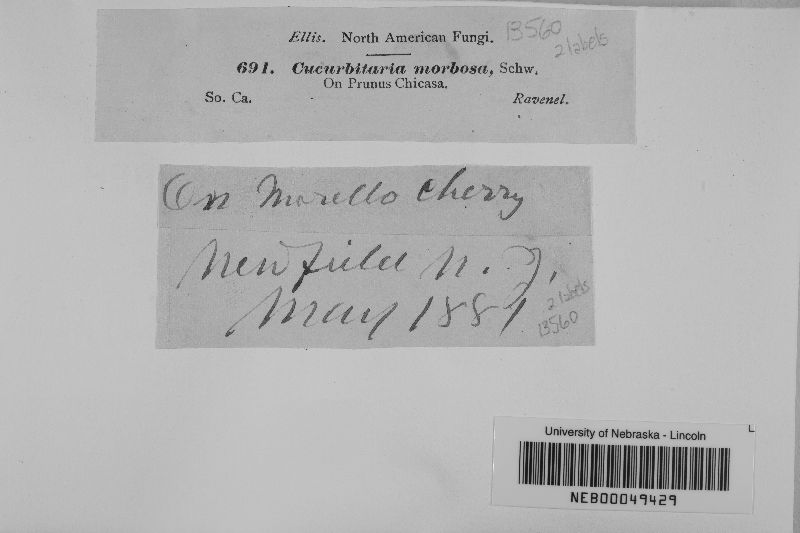 Ellis. North American Fungi.
13560
2 labels
691. Cucurbitaria morbosa, Schw.
On Prunus Chicasa.
So. Ca. Ravenel.
On Morello Cherry
Newfield N. J.
May 1881
2 labels
13560
University of Nebraska - Lincoln
NEB00049429